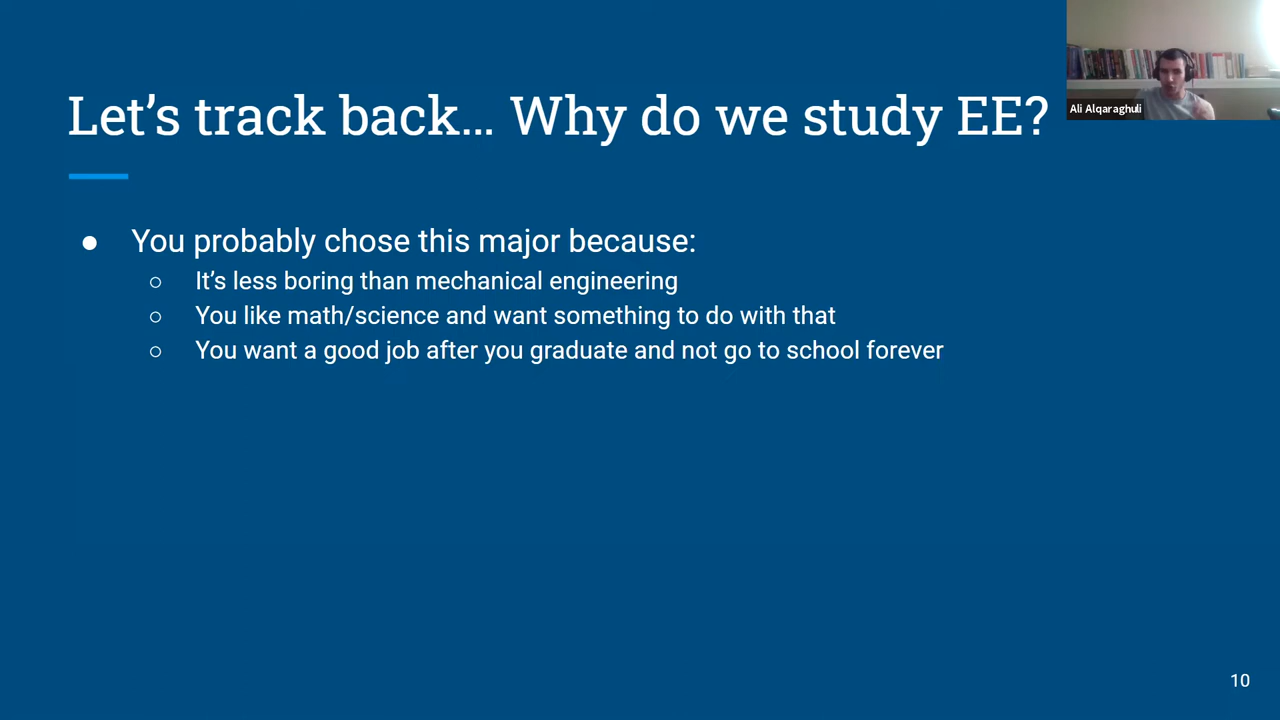 Let's track back... Why do we study EE?
Ali Alqaraghuli
● You probably chose this major because:
○ It's less boring than mechanical engineering
○ You like math/science and want something to do with that
○ You want a good job after you graduate and not go to school forever
10